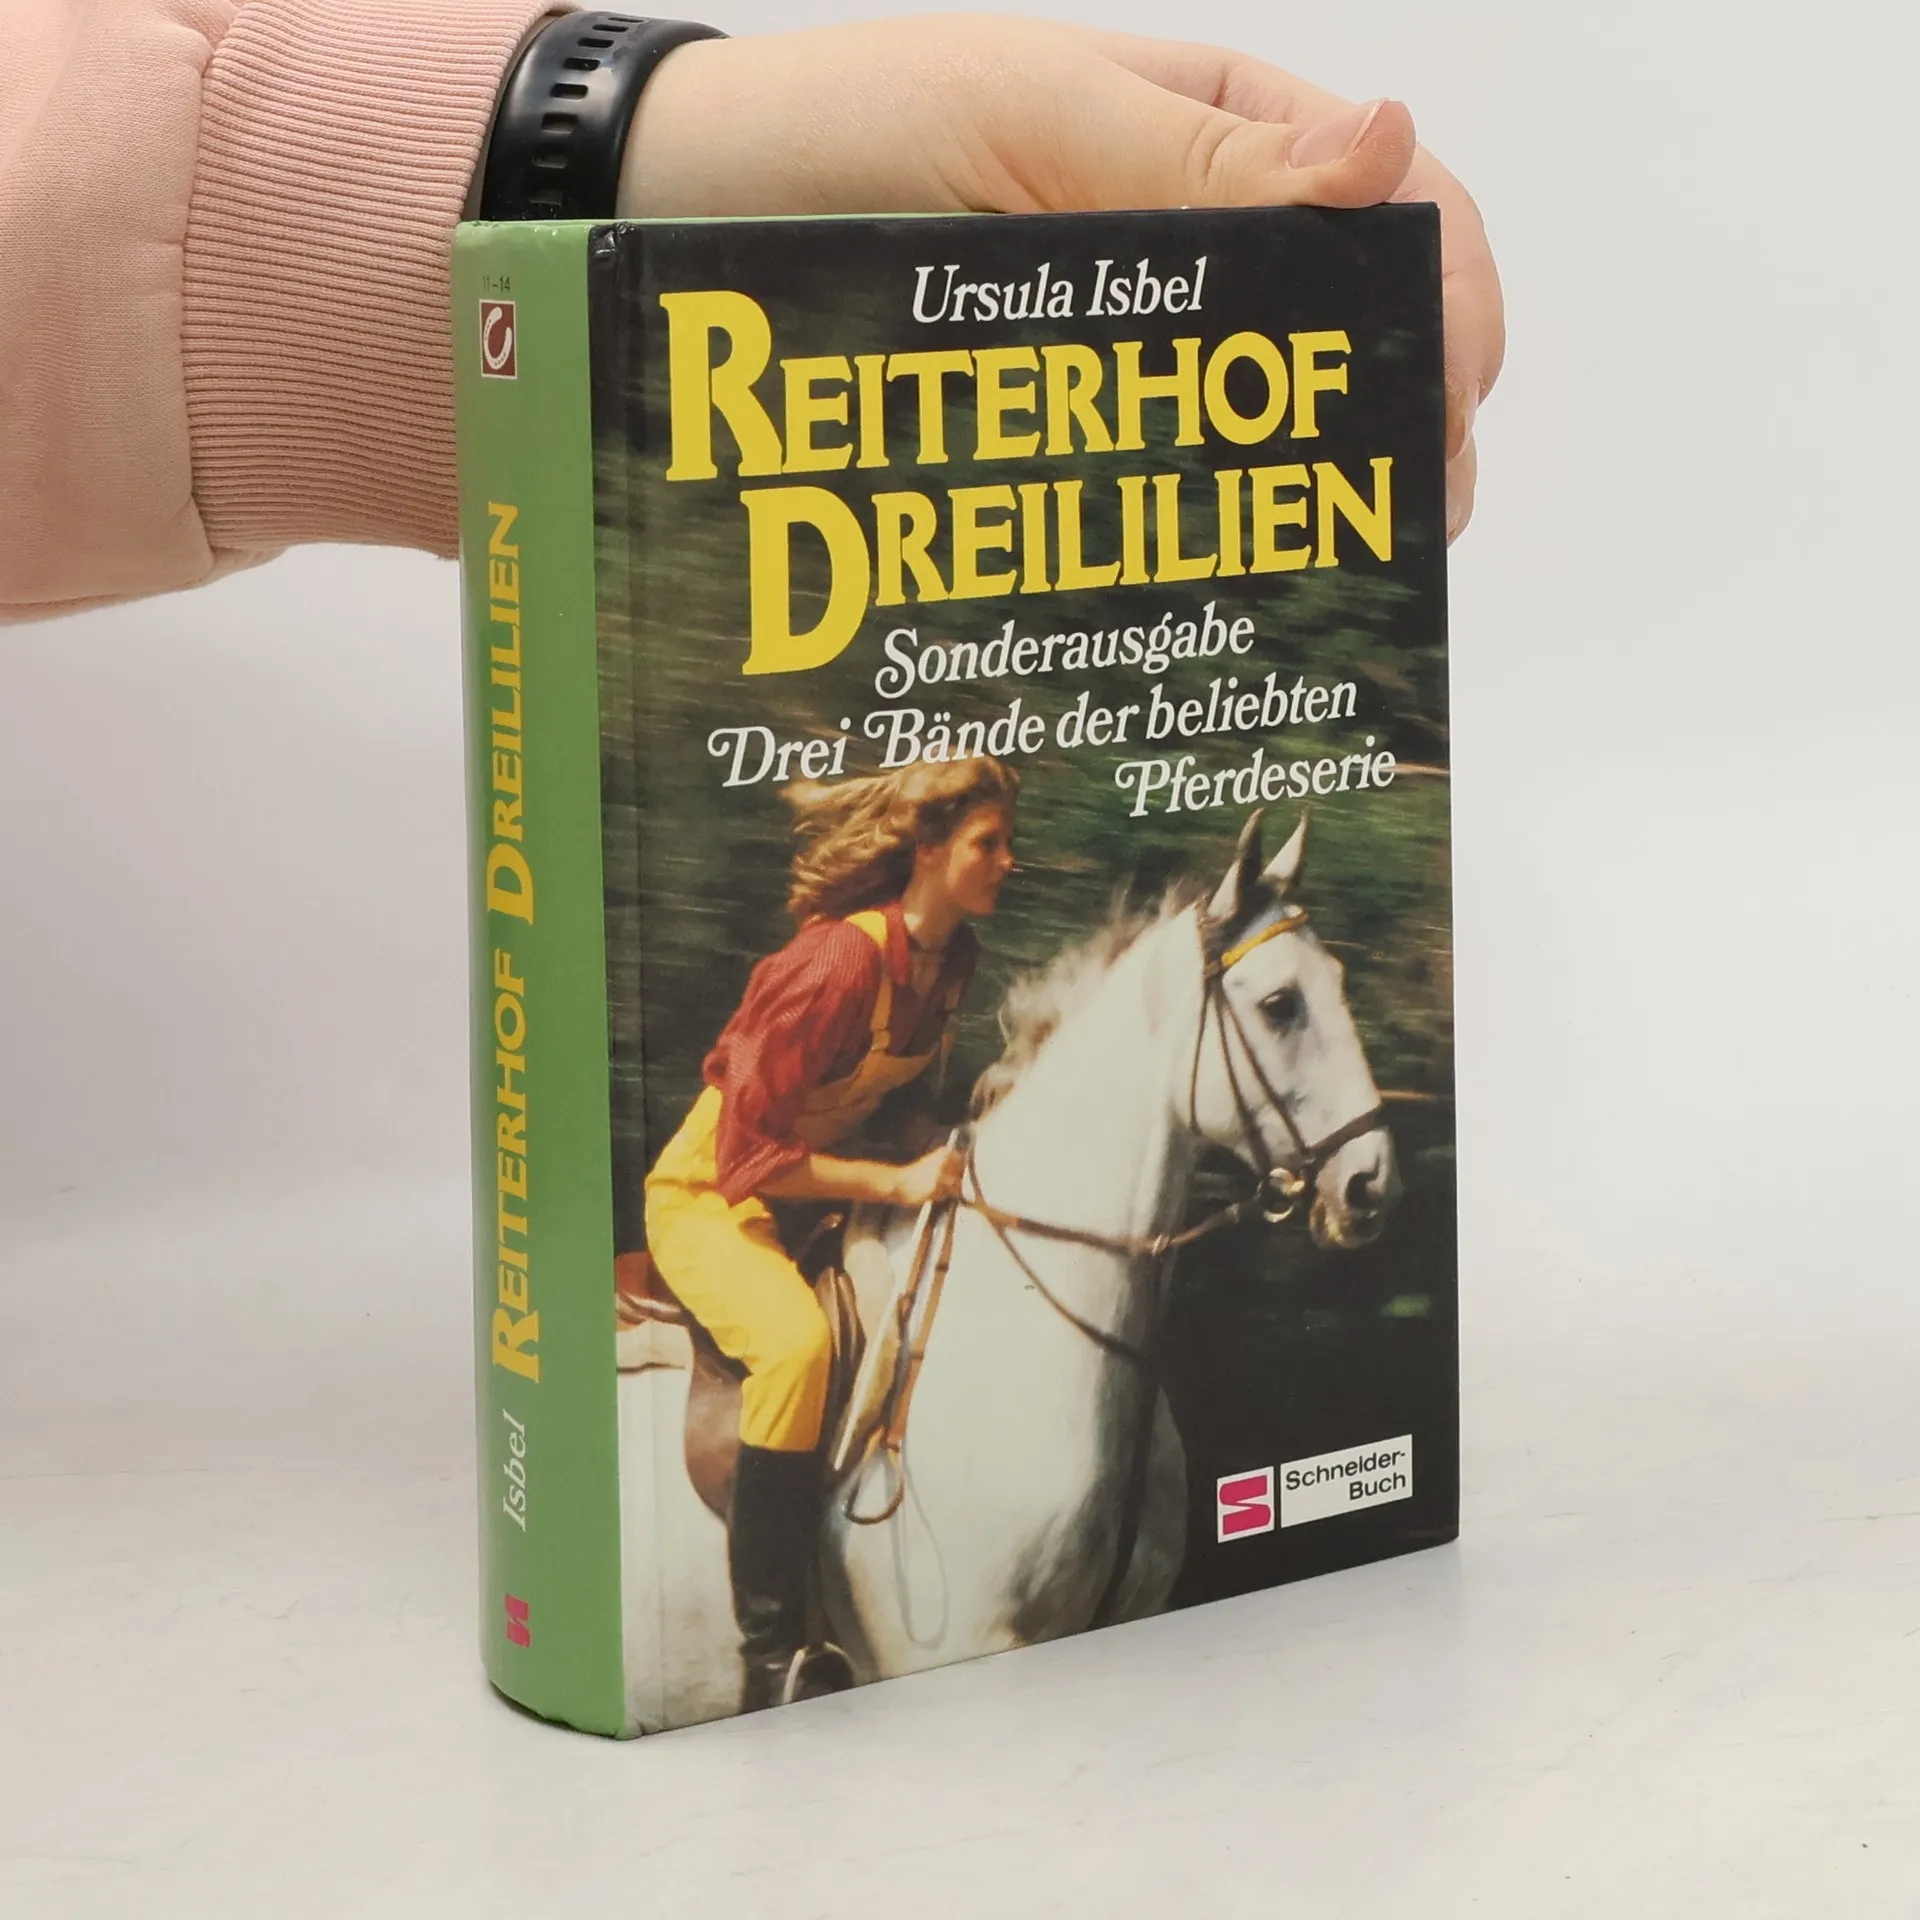 Ursula Isbel
REITERHOF
DREILILIEN
Sonderausgabe
Drei Bände der beliebten
Pferdeserie
Schneider-
Buch
11–14
Isbel REITERHOF DREILILIEN